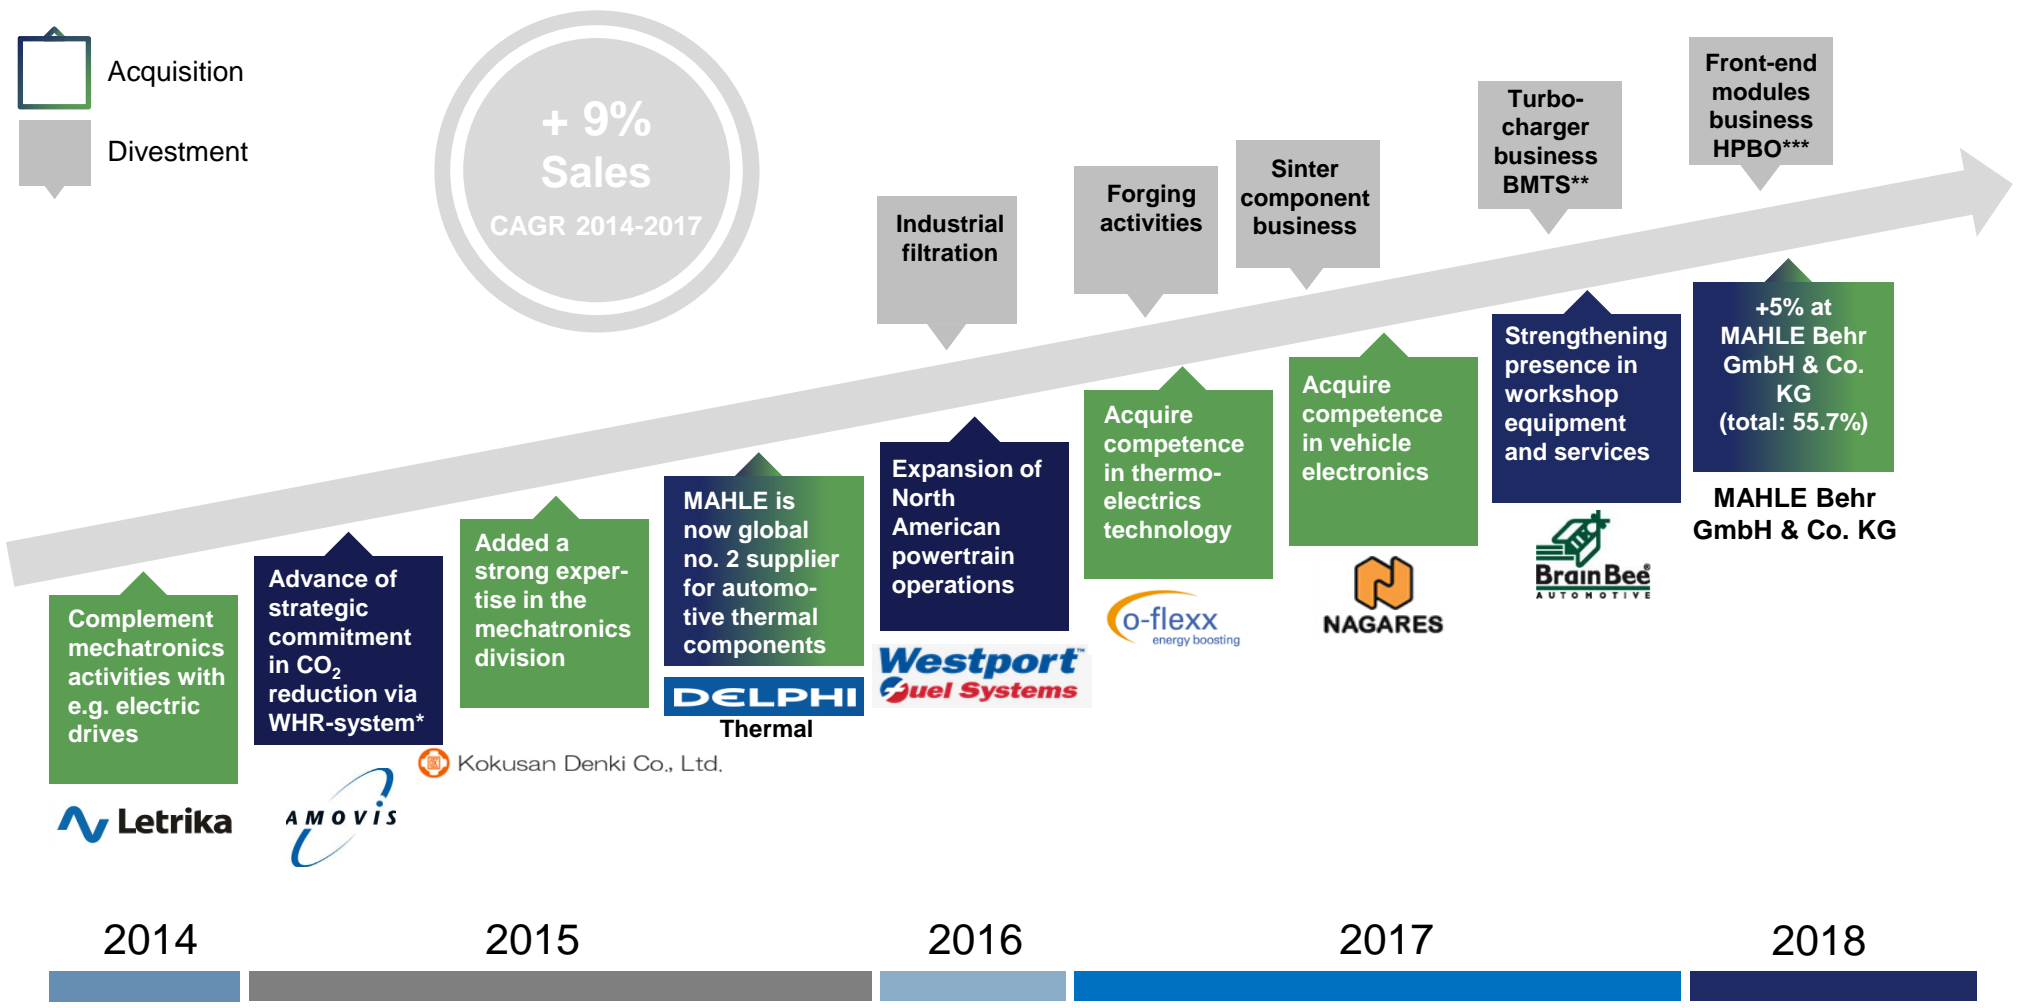 Acquisition
Divestment
+ 9%
Sales
CAGR 2014-2017
Industrial
filtration
Forging
activities
Sinter
component
business
Turbo-
charger
business
BMTS**
Front-end
modules
business
HPBO***
Complement
mechatronics
activities with
e.g. electric
drives
Letrika
Advance of
strategic
commitment
in CO₂
reduction via
WHR-system*
AMOVIS
Added a
strong exper-
tise in the
mechatronics
division
Kokusan Denki Co., Ltd.
MAHLE is
now global
no. 2 supplier
for automo-
tive thermal
components
DELPHI
Thermal
Expansion of
North
American
powertrain
operations
Westport™
Fuel Systems
Acquire
competence
in thermo-
electrics
technology
o-flexx
energy boosting
Acquire
competence
in vehicle
electronics
NAGARES
Strengthening
presence in
workshop
equipment
and services
Brain Bee®
AUTOMOTIVE
+5% at
MAHLE Behr
GmbH & Co.
KG
(total: 55.7%)
MAHLE Behr
GmbH & Co. KG
2014
2015
2016
2017
2018